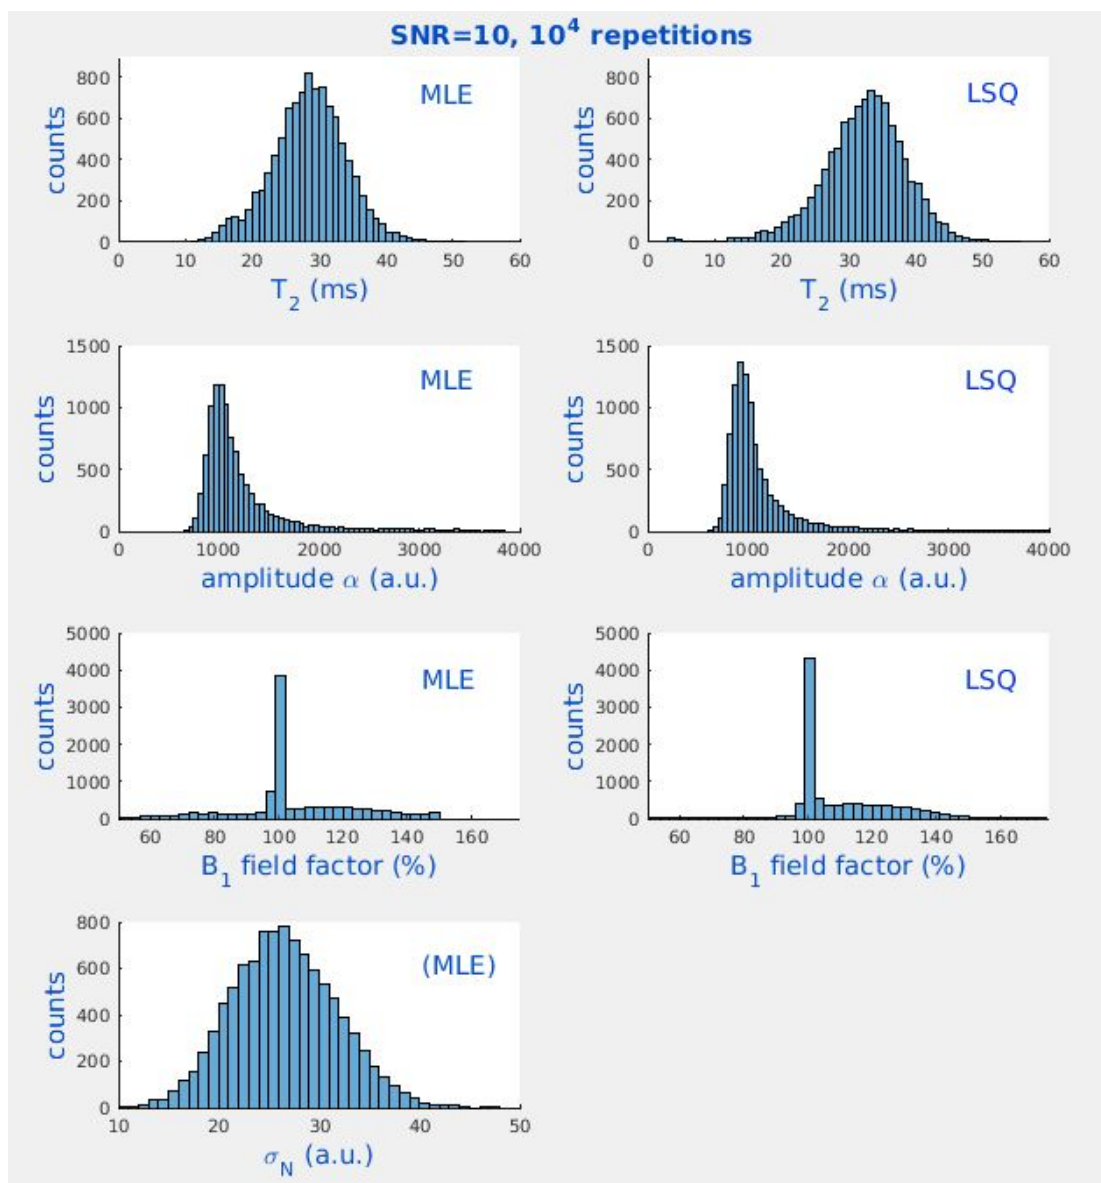 SNR=10, 10⁴ repetitions
800
600
400
200
0
counts
MLE
0 10 20 30 40 50 60
T₂ (ms)
800
600
400
200
0
counts
LSQ
0 10 20 30 40 50 60
T₂ (ms)
1500
1000
500
0
counts
MLE
0 1000 2000 3000 4000
amplitude α (a.u.)
1500
1000
500
0
counts
LSQ
0 1000 2000 3000 4000
amplitude α (a.u.)
5000
4000
3000
2000
1000
0
counts
MLE
60 80 100 120 140 160
B₁ field factor (%)
5000
4000
3000
2000
1000
0
counts
LSQ
60 80 100 120 140 160
B₁ field factor (%)
800
600
400
200
0
counts
(MLE)
10 20 30 40 50
σ_N (a.u.)